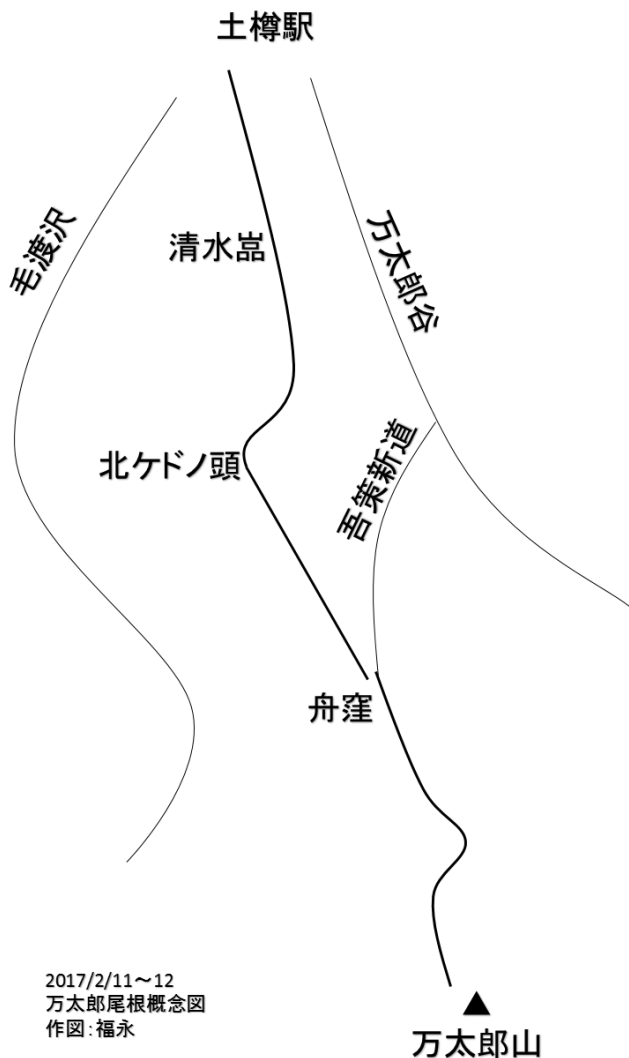 土樽駅
毛渡沢
清水嵓
万太郎谷
北ケドノ頭
吾策新道
舟窪
2017/2/11～12
万太郎尾根概念図
作図:福永
万太郎山